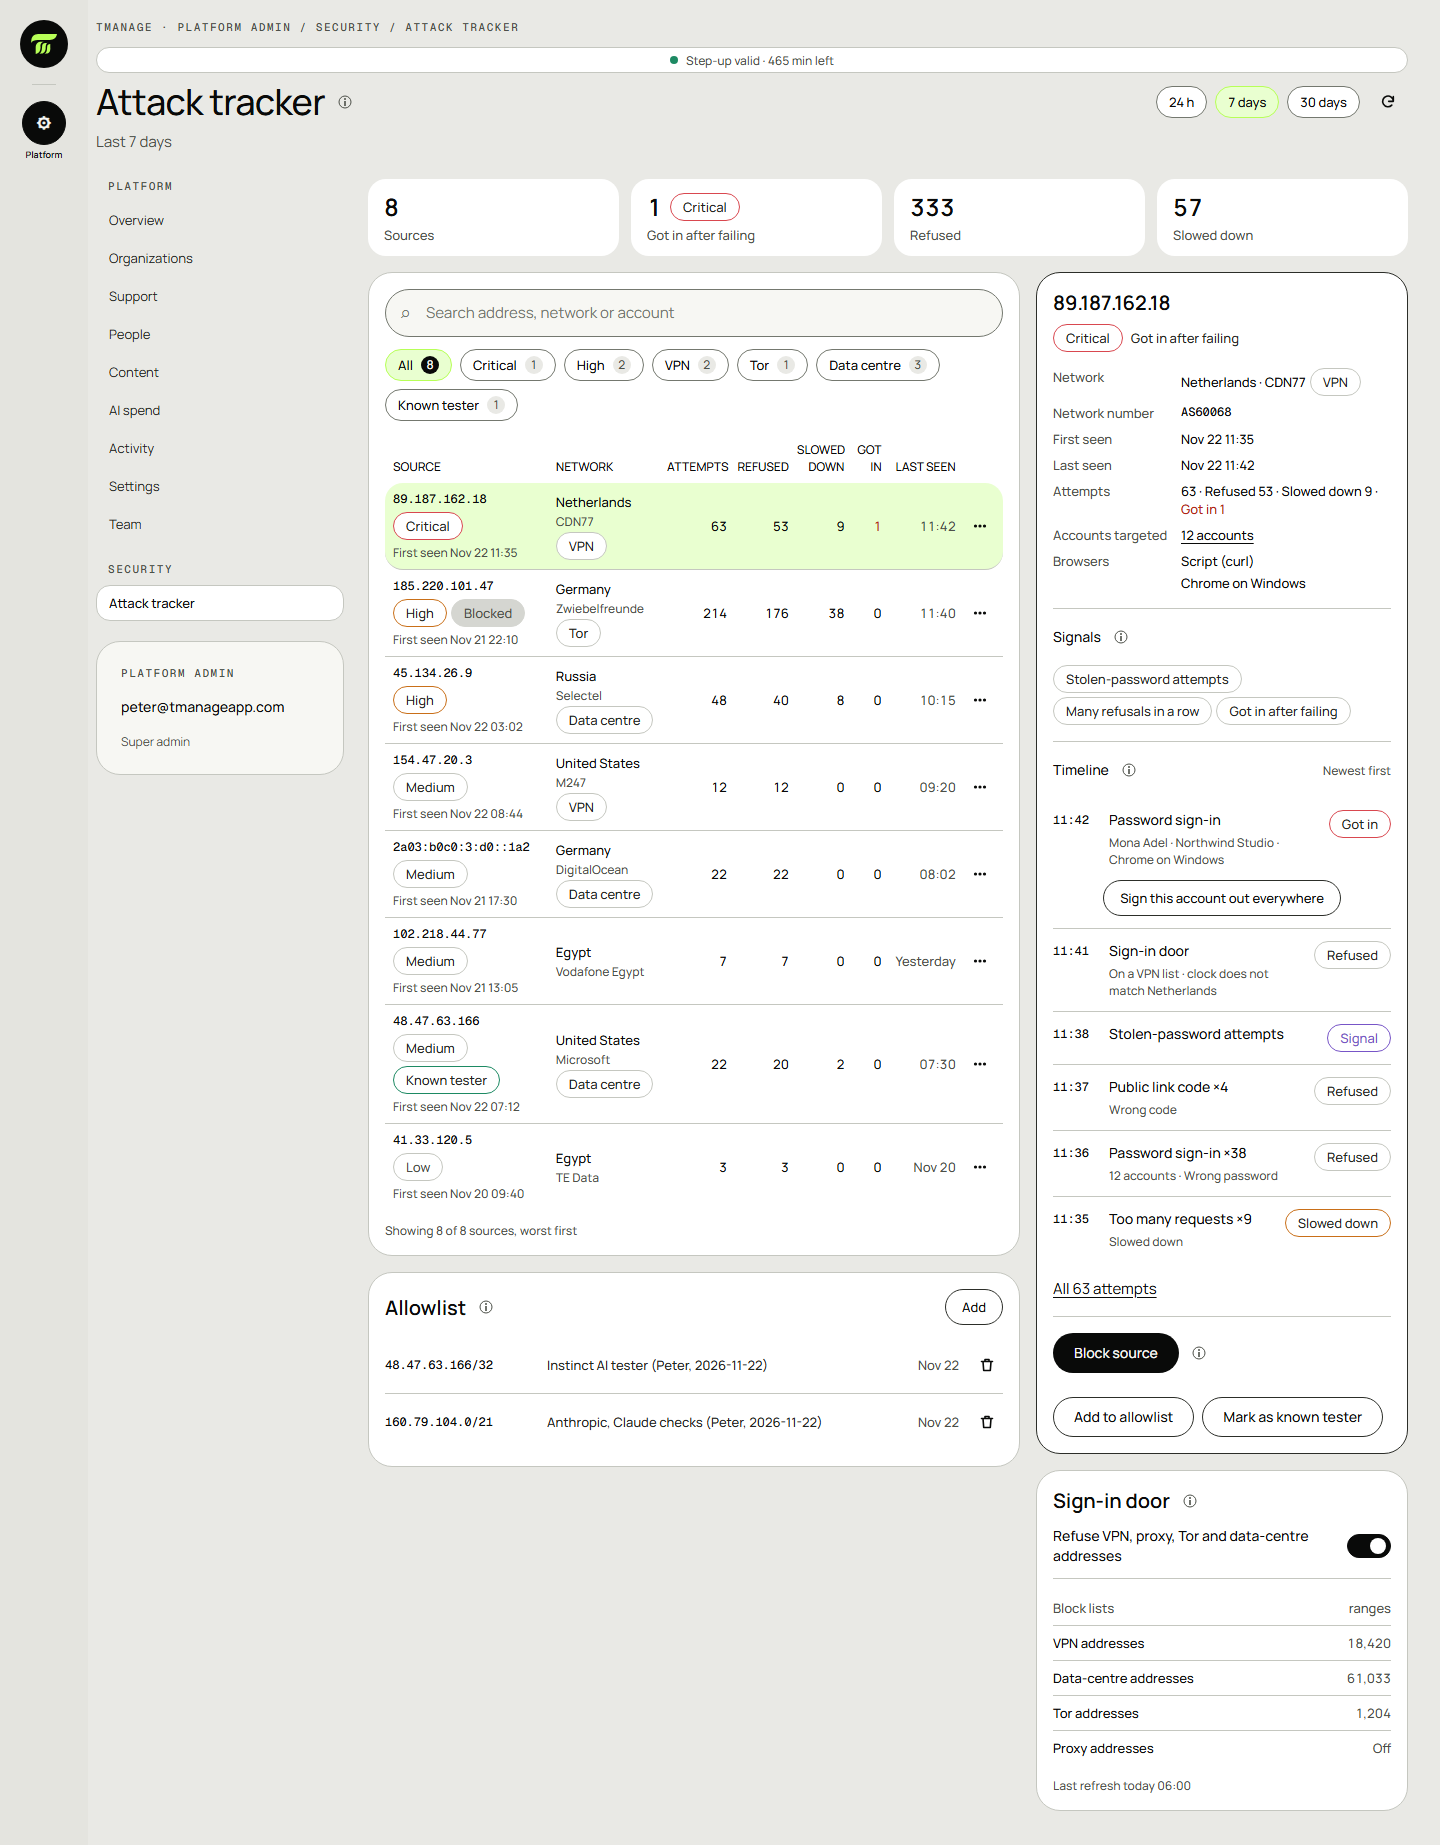 TMANAGE · PLATFORM ADMIN / SECURITY / ATTACK TRACKER
Step-up valid · 465 min left
Attack tracker
24 h
7 days
30 days
Last 7 days
Platform
PLATFORM
Overview
Organizations
Support
People
Content
AI spend
Activity
Settings
Team
SECURITY
Attack tracker
PLATFORM ADMIN
peter@tmanageapp.com
Super admin
8
Sources
1 Critical
Got in after failing
333
Refused
57
Slowed down
Search address, network or account
All 8
Critical 1
High 2
VPN 2
Tor 1
Data centre 3
Known tester 1
SOURCE NETWORK ATTEMPTS REFUSED SLOWED DOWN GOT IN LAST SEEN
89.187.162.18
Critical
First seen Nov 22 11:35
Netherlands
CDN77
VPN
63 53 9 1 11:42
185.220.101.47
High Blocked
First seen Nov 21 22:10
Germany
Zwiebelfreunde
Tor
214 176 38 0 11:40
45.134.26.9
High
First seen Nov 22 03:02
Russia
Selectel
Data centre
48 40 8 0 10:15
154.47.20.3
Medium
First seen Nov 22 08:44
United States
M247
VPN
12 12 0 0 09:20
2a03:b0c0:3:d0::1a2
Medium
First seen Nov 21 17:30
Germany
DigitalOcean
Data centre
22 22 0 0 08:02
102.218.44.77
Medium
First seen Nov 21 13:05
Egypt
Vodafone Egypt
7 7 0 0 Yesterday
48.47.63.166
Medium
Known tester
First seen Nov 22 07:12
United States
Microsoft
Data centre
22 20 2 0 07:30
41.33.120.5
Low
First seen Nov 20 09:40
Egypt
TE Data
3 3 0 0 Nov 20
Showing 8 of 8 sources, worst first
Allowlist
Add
48.47.63.166/32 Instinct AI tester (Peter, 2026-11-22) Nov 22
160.79.104.0/21 Anthropic, Claude checks (Peter, 2026-11-22) Nov 22
89.187.162.18
Critical Got in after failing
Network Netherlands · CDN77 VPN
Network number AS60068
First seen Nov 22 11:35
Last seen Nov 22 11:42
Attempts 63 · Refused 53 · Slowed down 9 ·
Got in 1
Accounts targeted 12 accounts
Browsers Script (curl)
Chrome on Windows
Signals
Stolen-password attempts
Many refusals in a row
Got in after failing
Timeline Newest first
11:42 Password sign-in Got in
Mona Adel · Northwind Studio ·
Chrome on Windows
Sign this account out everywhere
11:41 Sign-in door Refused
On a VPN list · clock does not
match Netherlands
11:38 Stolen-password attempts Signal
11:37 Public link code ×4 Refused
Wrong code
11:36 Password sign-in ×38 Refused
12 accounts · Wrong password
11:35 Too many requests ×9 Slowed down
Slowed down
All 63 attempts
Block source
Add to allowlist
Mark as known tester
Sign-in door
Refuse VPN, proxy, Tor and data-centre
addresses
Block lists ranges
VPN addresses 18,420
Data-centre addresses 61,033
Tor addresses 1,204
Proxy addresses Off
Last refresh today 06:00